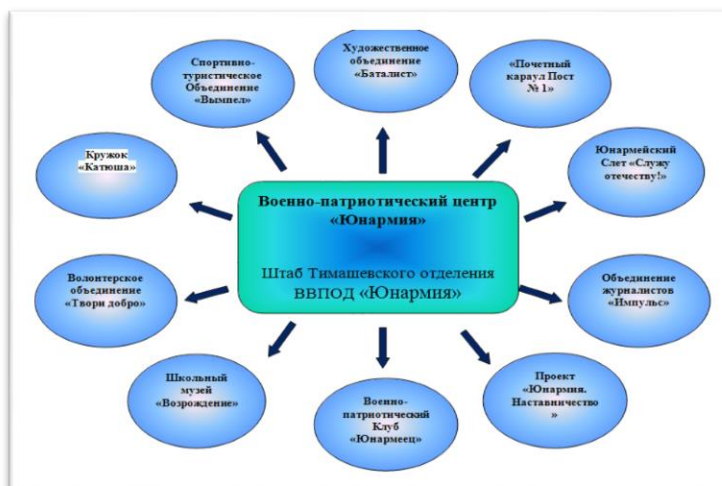 Художественное
объединение
«Баталист»
Спортивно-
туристическое
Объединение
«Вымпел»
«Почетный
караул Пост
№ 1»
Кружок
«Катюша»
Юнармейский
Слет «Служу
отечеству!»
Военно-патриотический центр
«Юнармия»
Штаб Тимашевского отделения
ВВПОД «Юнармия»
Волонтерское
объединение
«Твори добро»
Объединение
журналистов
«Импульс»
Школьный
музей
«Возрождение»
Военно-
патриотический
Клуб
«Юнармеец»
Проект
«Юнармия.
Наставничество
»